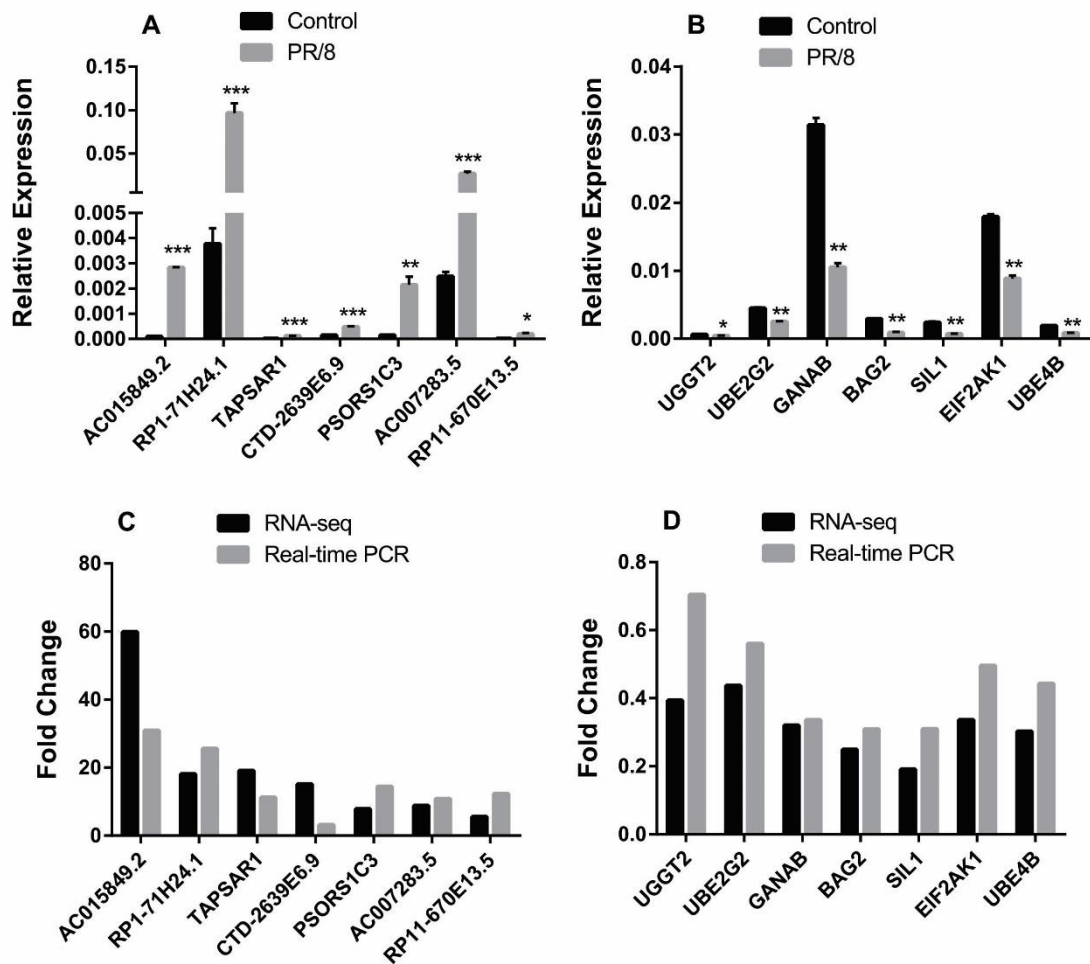 A
Control
PR/8
Relative Expression
0.15
0.10
0.05
0.005
0.004
0.003
0.002
0.001
0.000
***
***
***
***
**
***
*
AC015849.2
RP1-71H24.1
TAPSAR1
CTD-2639E6.9
PSORS1C3
AC007283.5
RP11-670E13.5
B
Control
PR/8
Relative Expression
0.04
0.03
0.02
0.01
0.00
*
**
**
**
**
**
**
UGGT2
UBE2G2
GANAB
BAG2
SIL1
EIF2AK1
UBE4B
C
RNA-seq
Real-time PCR
Fold Change
80
60
40
20
0
AC015849.2
RP1-71H24.1
TAPSAR1
CTD-2639E6.9
PSORS1C3
AC007283.5
RP11-670E13.5
D
RNA-seq
Real-time PCR
Fold Change
0.8
0.6
0.4
0.2
0.0
UGGT2
UBE2G2
GANAB
BAG2
SIL1
EIF2AK1
UBE4B